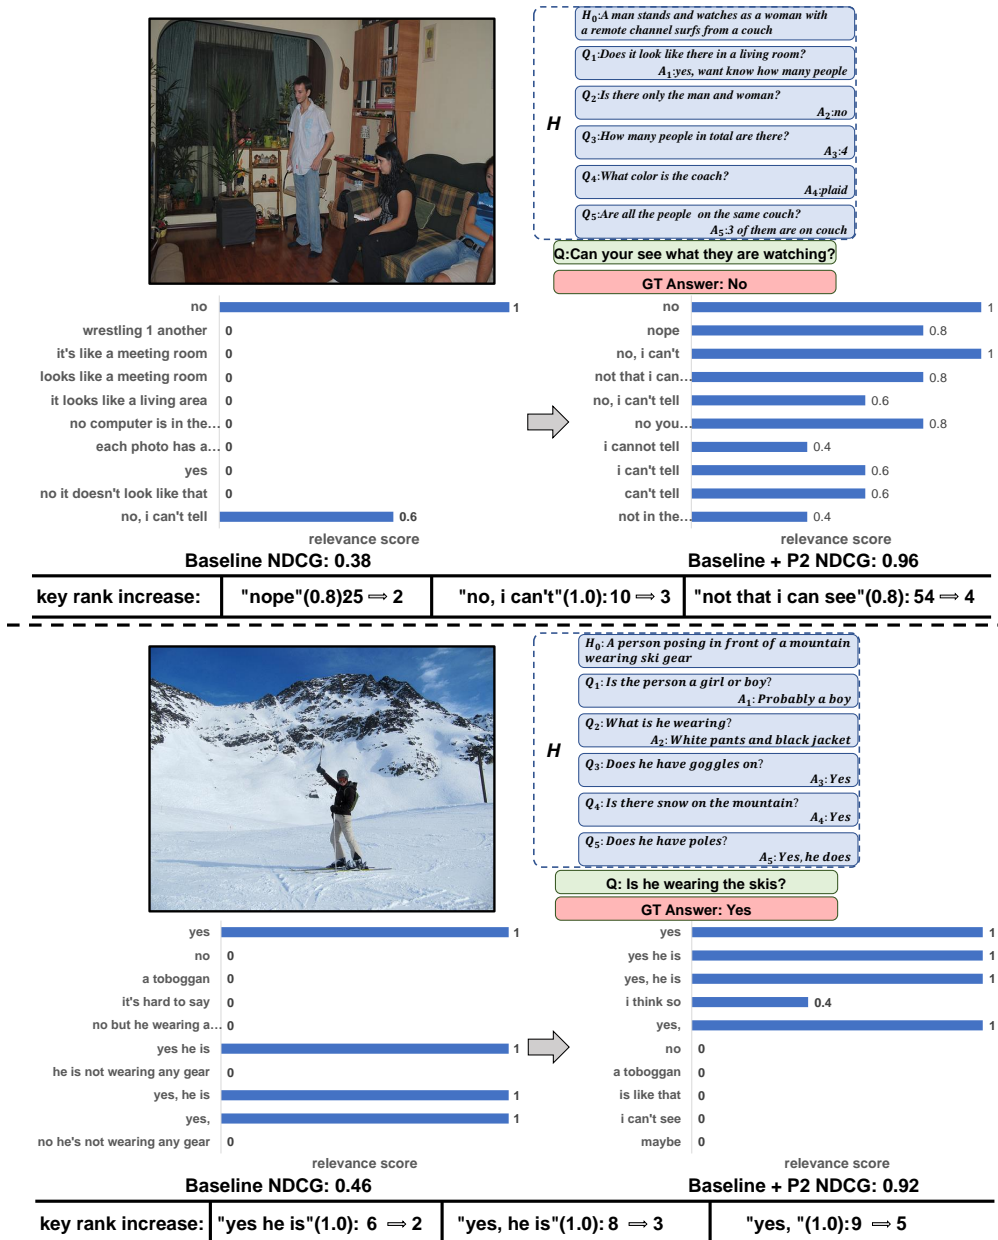 H0:A man stands and watches as a woman with
a remote channel surfs from a couch
Q1:Does it look like there in a living room?
A1:yes, want know how many people
Q2:Is there only the man and woman?
A2:no
H
Q3:How many people in total are there?
A3:4
Q4:What color is the coach?
A4:plaid
Q5:Are all the people on the same couch?
A5:3 of them are on couch
Q:Can your see what they are watching?
GT Answer: No
no 1
wrestling 1 another 0
it's like a meeting room 0
looks like a meeting room 0
it looks like a living area 0
no computer is in the... 0
each photo has a... 0
yes 0
no it doesn't look like that 0
no, i can't tell 0.6
relevance score
Baseline NDCG: 0.38
no 1
nope 0.8
no, i can't 1
not that i can... 0.8
no, i can't tell 0.6
no you... 0.8
i cannot tell 0.4
i can't tell 0.6
can't tell 0.6
not in the... 0.4
relevance score
Baseline + P2 NDCG: 0.96
key rank increase: "nope"(0.8)25 ⇒ 2 "no, i can't"(1.0): 10 ⇒ 3 "not that i can see"(0.8): 54 ⇒ 4
H0: A person posing in front of a mountain
wearing ski gear
Q1: Is the person a girl or boy?
A1: Probably a boy
Q2: What is he wearing?
A2: White pants and black jacket
H
Q3: Does he have goggles on?
A3: Yes
Q4: Is there snow on the mountain?
A4: Yes
Q5: Does he have poles?
A5: Yes, he does
Q: Is he wearing the skis?
GT Answer: Yes
yes 1
no 0
a toboggan 0
it's hard to say 0
no but he wearing a... 0
yes he is 1
he is not wearing any gear 0
yes, he is 1
yes, 1
no he's not wearing any gear 0
relevance score
Baseline NDCG: 0.46
yes 1
yes he is 1
yes, he is 1
i think so 0.4
yes, 1
no 0
a toboggan 0
is like that 0
i can't see 0
maybe 0
relevance score
Baseline + P2 NDCG: 0.92
key rank increase: "yes he is"(1.0): 6 ⇒ 2 "yes, he is"(1.0): 8 ⇒ 3 "yes, "(1.0): 9 ⇒ 5